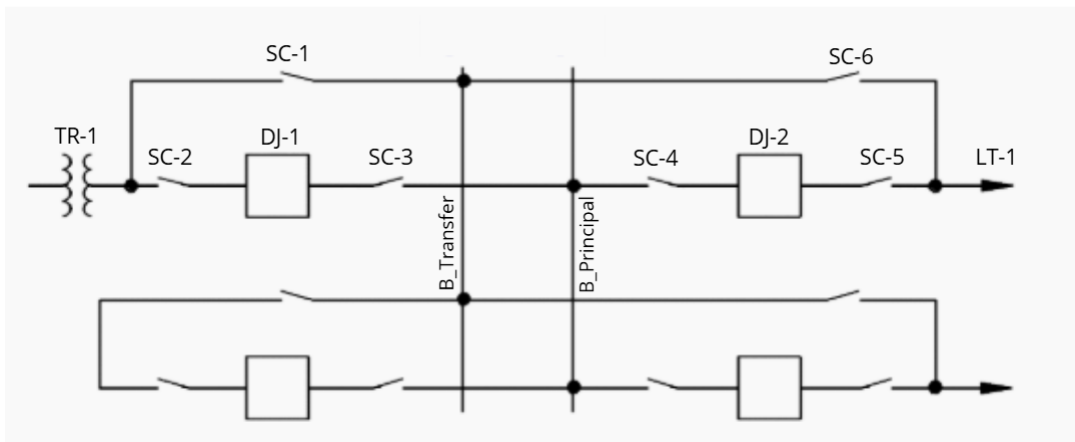 SC-1
SC-6
TR-1
SC-2
DJ-1
SC-3
SC-4
DJ-2
SC-5
LT-1
B_Transfer
B_Principal